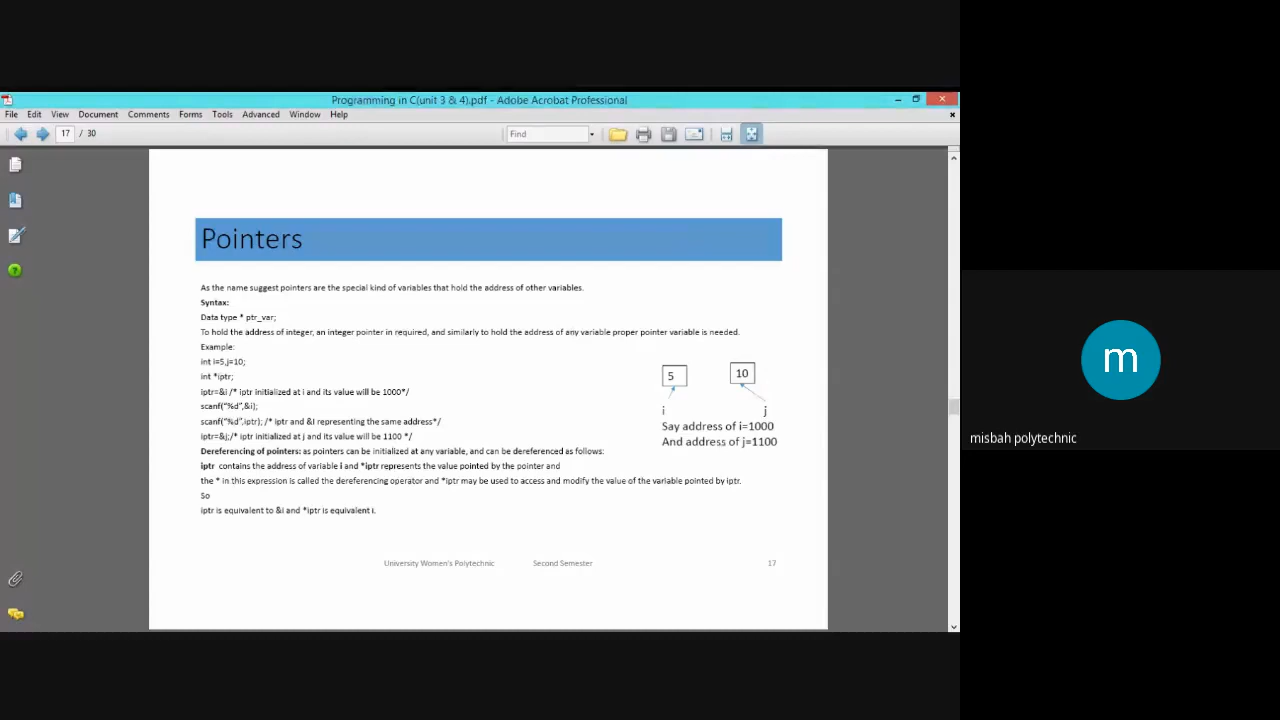 Programming in C(unit 3 & 4).pdf - Adobe Acrobat Professional
File Edit View Document Comments Forms Tools Advanced Window Help
17 / 30 Find
Pointers
As the name suggest pointers are the special kind of variables that hold the address of other variables.
Syntax:
Data type * ptr_var;
To hold the address of integer, an integer pointer in required, and similarly to hold the address of any variable proper pointer variable is needed.
Example:
int i=5,j=10;
int *iptr;
iptr=&i /* iptr initialized at i and its value will be 1000*/
scanf("%d",&i);
scanf("%d",iptr); /* iptr and &I representing the same address*/
iptr=&j;/* iptr initialized at j and its value will be 1100 */
Dereferencing of pointers: as pointers can be initialized at any variable, and can be dereferenced as follows:
iptr contains the address of variable i and *iptr represents the value pointed by the pointer and
the * in this expression is called the dereferencing operator and *iptr may be used to access and modify the value of the variable pointed by iptr.
So
iptr is equivalent to &i and *iptr is equivalent i.
5 10
i j
Say address of i=1000
And address of j=1100
University Women's Polytechnic Second Semester 17
m
misbah polytechnic